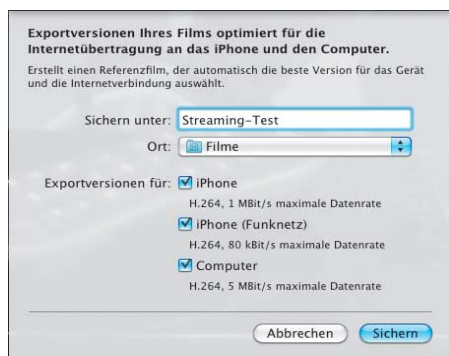 Exportversionen Ihres Films optimiert für die
Internetübertragung an das iPhone und den Computer.
Erstellt einen Referenzfilm, der automatisch die beste Version für das Gerät
und die Internetverbindung auswählt.
Sichern unter: Streaming-Test
Ort: Filme
Exportversionen für: iPhone
H.264, 1 MBit/s maximale Datenrate
iPhone (Funknetz)
H.264, 80 kBit/s maximale Datenrate
Computer
H.264, 5 MBit/s maximale Datenrate
Abbrechen Sichern